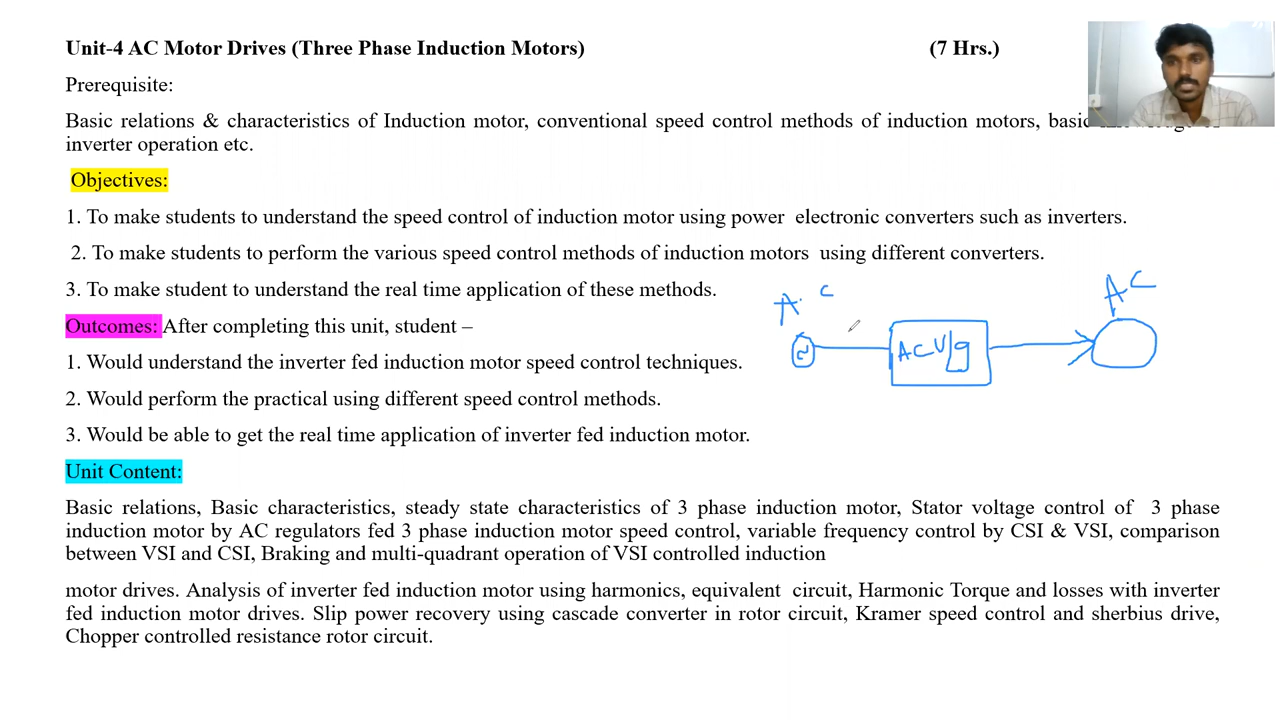 Unit-4 AC Motor Drives (Three Phase Induction Motors) (7 Hrs.)
Prerequisite:
Basic relations & characteristics of Induction motor, conventional speed control methods of induction motors, basic
inverter operation etc.
Objectives:
1. To make students to understand the speed control of induction motor using power electronic converters such as inverters.
2. To make students to perform the various speed control methods of induction motors using different converters.
3. To make student to understand the real time application of these methods.
A C
AC
Outcomes: After completing this unit, student –
AC V/g
1. Would understand the inverter fed induction motor speed control techniques.
2. Would perform the practical using different speed control methods.
3. Would be able to get the real time application of inverter fed induction motor.
Unit Content:
Basic relations, Basic characteristics, steady state characteristics of 3 phase induction motor, Stator voltage control of 3 phase
induction motor by AC regulators fed 3 phase induction motor speed control, variable frequency control by CSI & VSI, comparison
between VSI and CSI, Braking and multi-quadrant operation of VSI controlled induction
motor drives. Analysis of inverter fed induction motor using harmonics, equivalent circuit, Harmonic Torque and losses with inverter
fed induction motor drives. Slip power recovery using cascade converter in rotor circuit, Kramer speed control and sherbius drive,
Chopper controlled resistance rotor circuit.